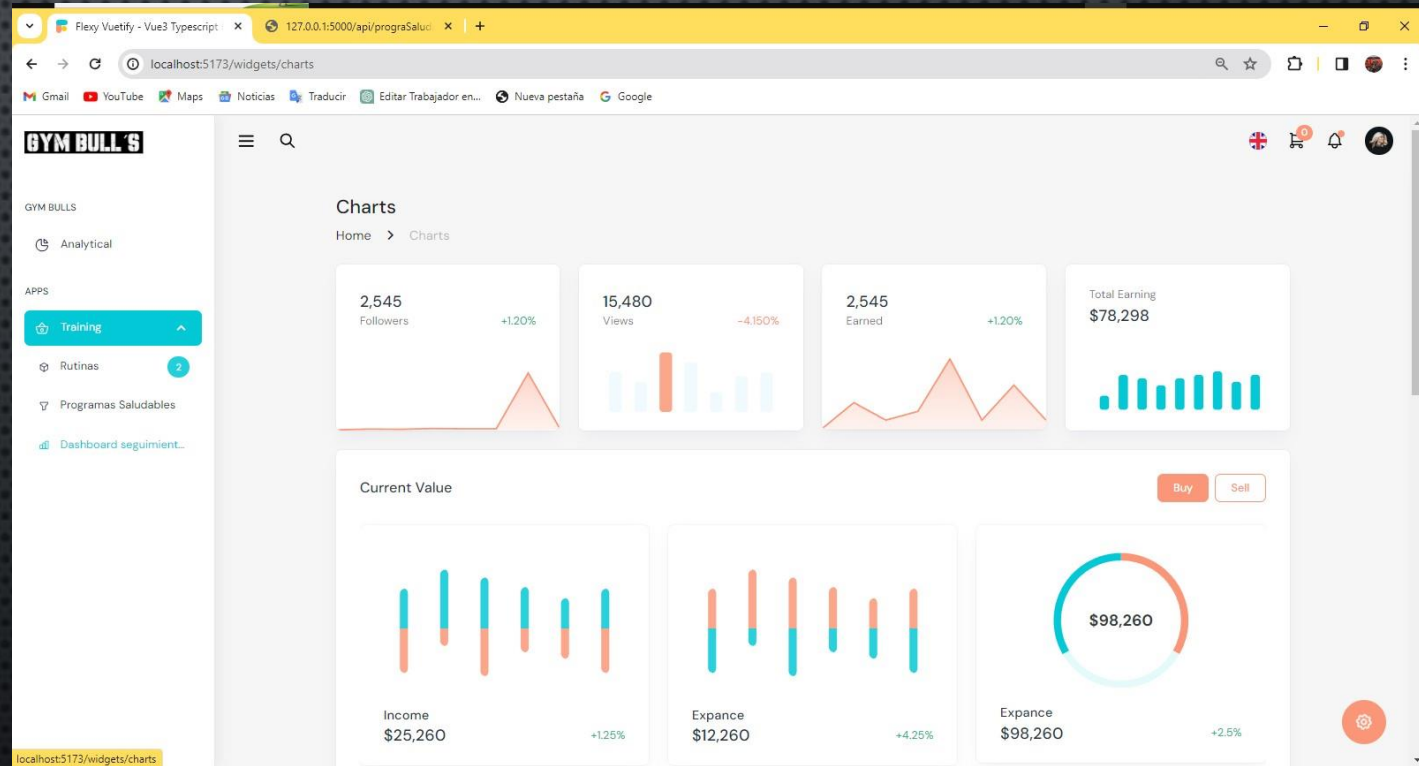 Flexy Vuetify - Vue3 Typescript
127.0.0.1:5000/api/prograSalud
localhost:5173/widgets/charts
Gmail YouTube Maps Noticias Traducir Editar Trabajador en... Nueva pestaña Google
GYM BULL´S
0
GYM BULLS
Analytical
APPS
Training
Rutinas 2
Programas Saludables
Dashboard seguimient...
Charts
Home > Charts
2,545
Followers +1.20%
15,480
Views -4.150%
2,545
Earned +1.20%
Total Earning
$78,298
Current Value
Buy Sell
Income
$25,260 +1.25%
Expance
$12,260 +4.25%
$98,260
Expance
$98,260 +2.5%
localhost:5173/widgets/charts